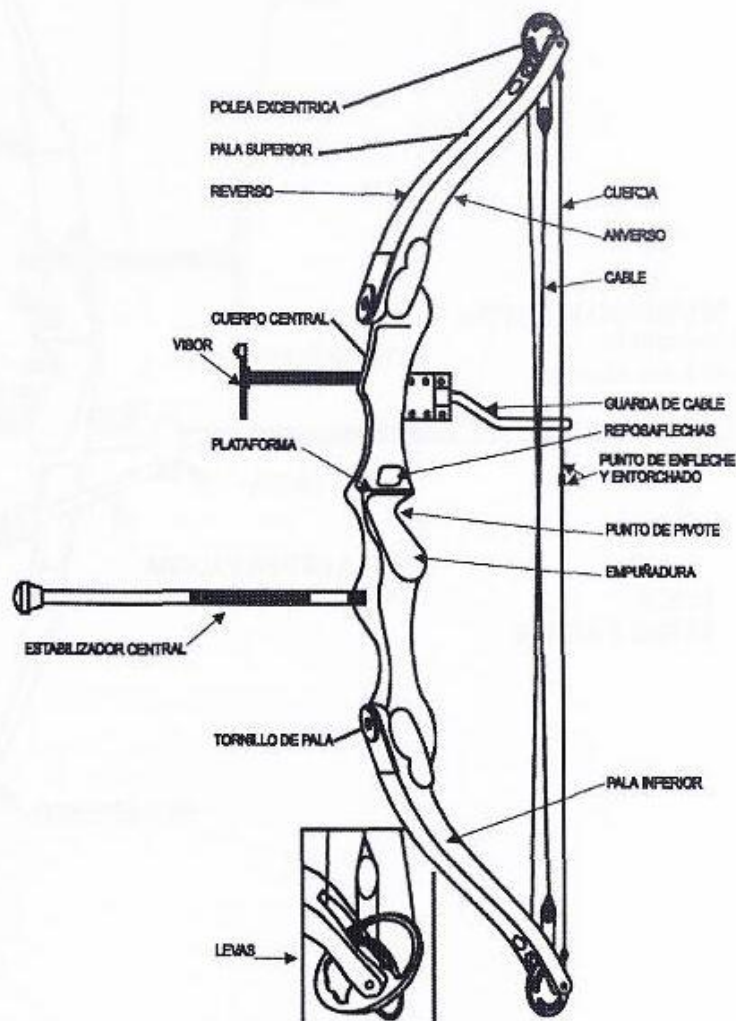 POLEA EXCENTRICA
PALA SUPERIOR
REVERSO
CUERDA
ANVERSO
CABLE
CUERPO CENTRAL
VISOR
GUARDA DE CABLE
REPOSAFLECHAS
PLATAFORMA
PUNTO DE ENFLECHE
Y ENTORCHADO
PUNTO DE PIVOTE
EMPUÑADURA
ESTABILIZADOR CENTRAL
TORNILLO DE PALA
PALA INFERIOR
LEVAS